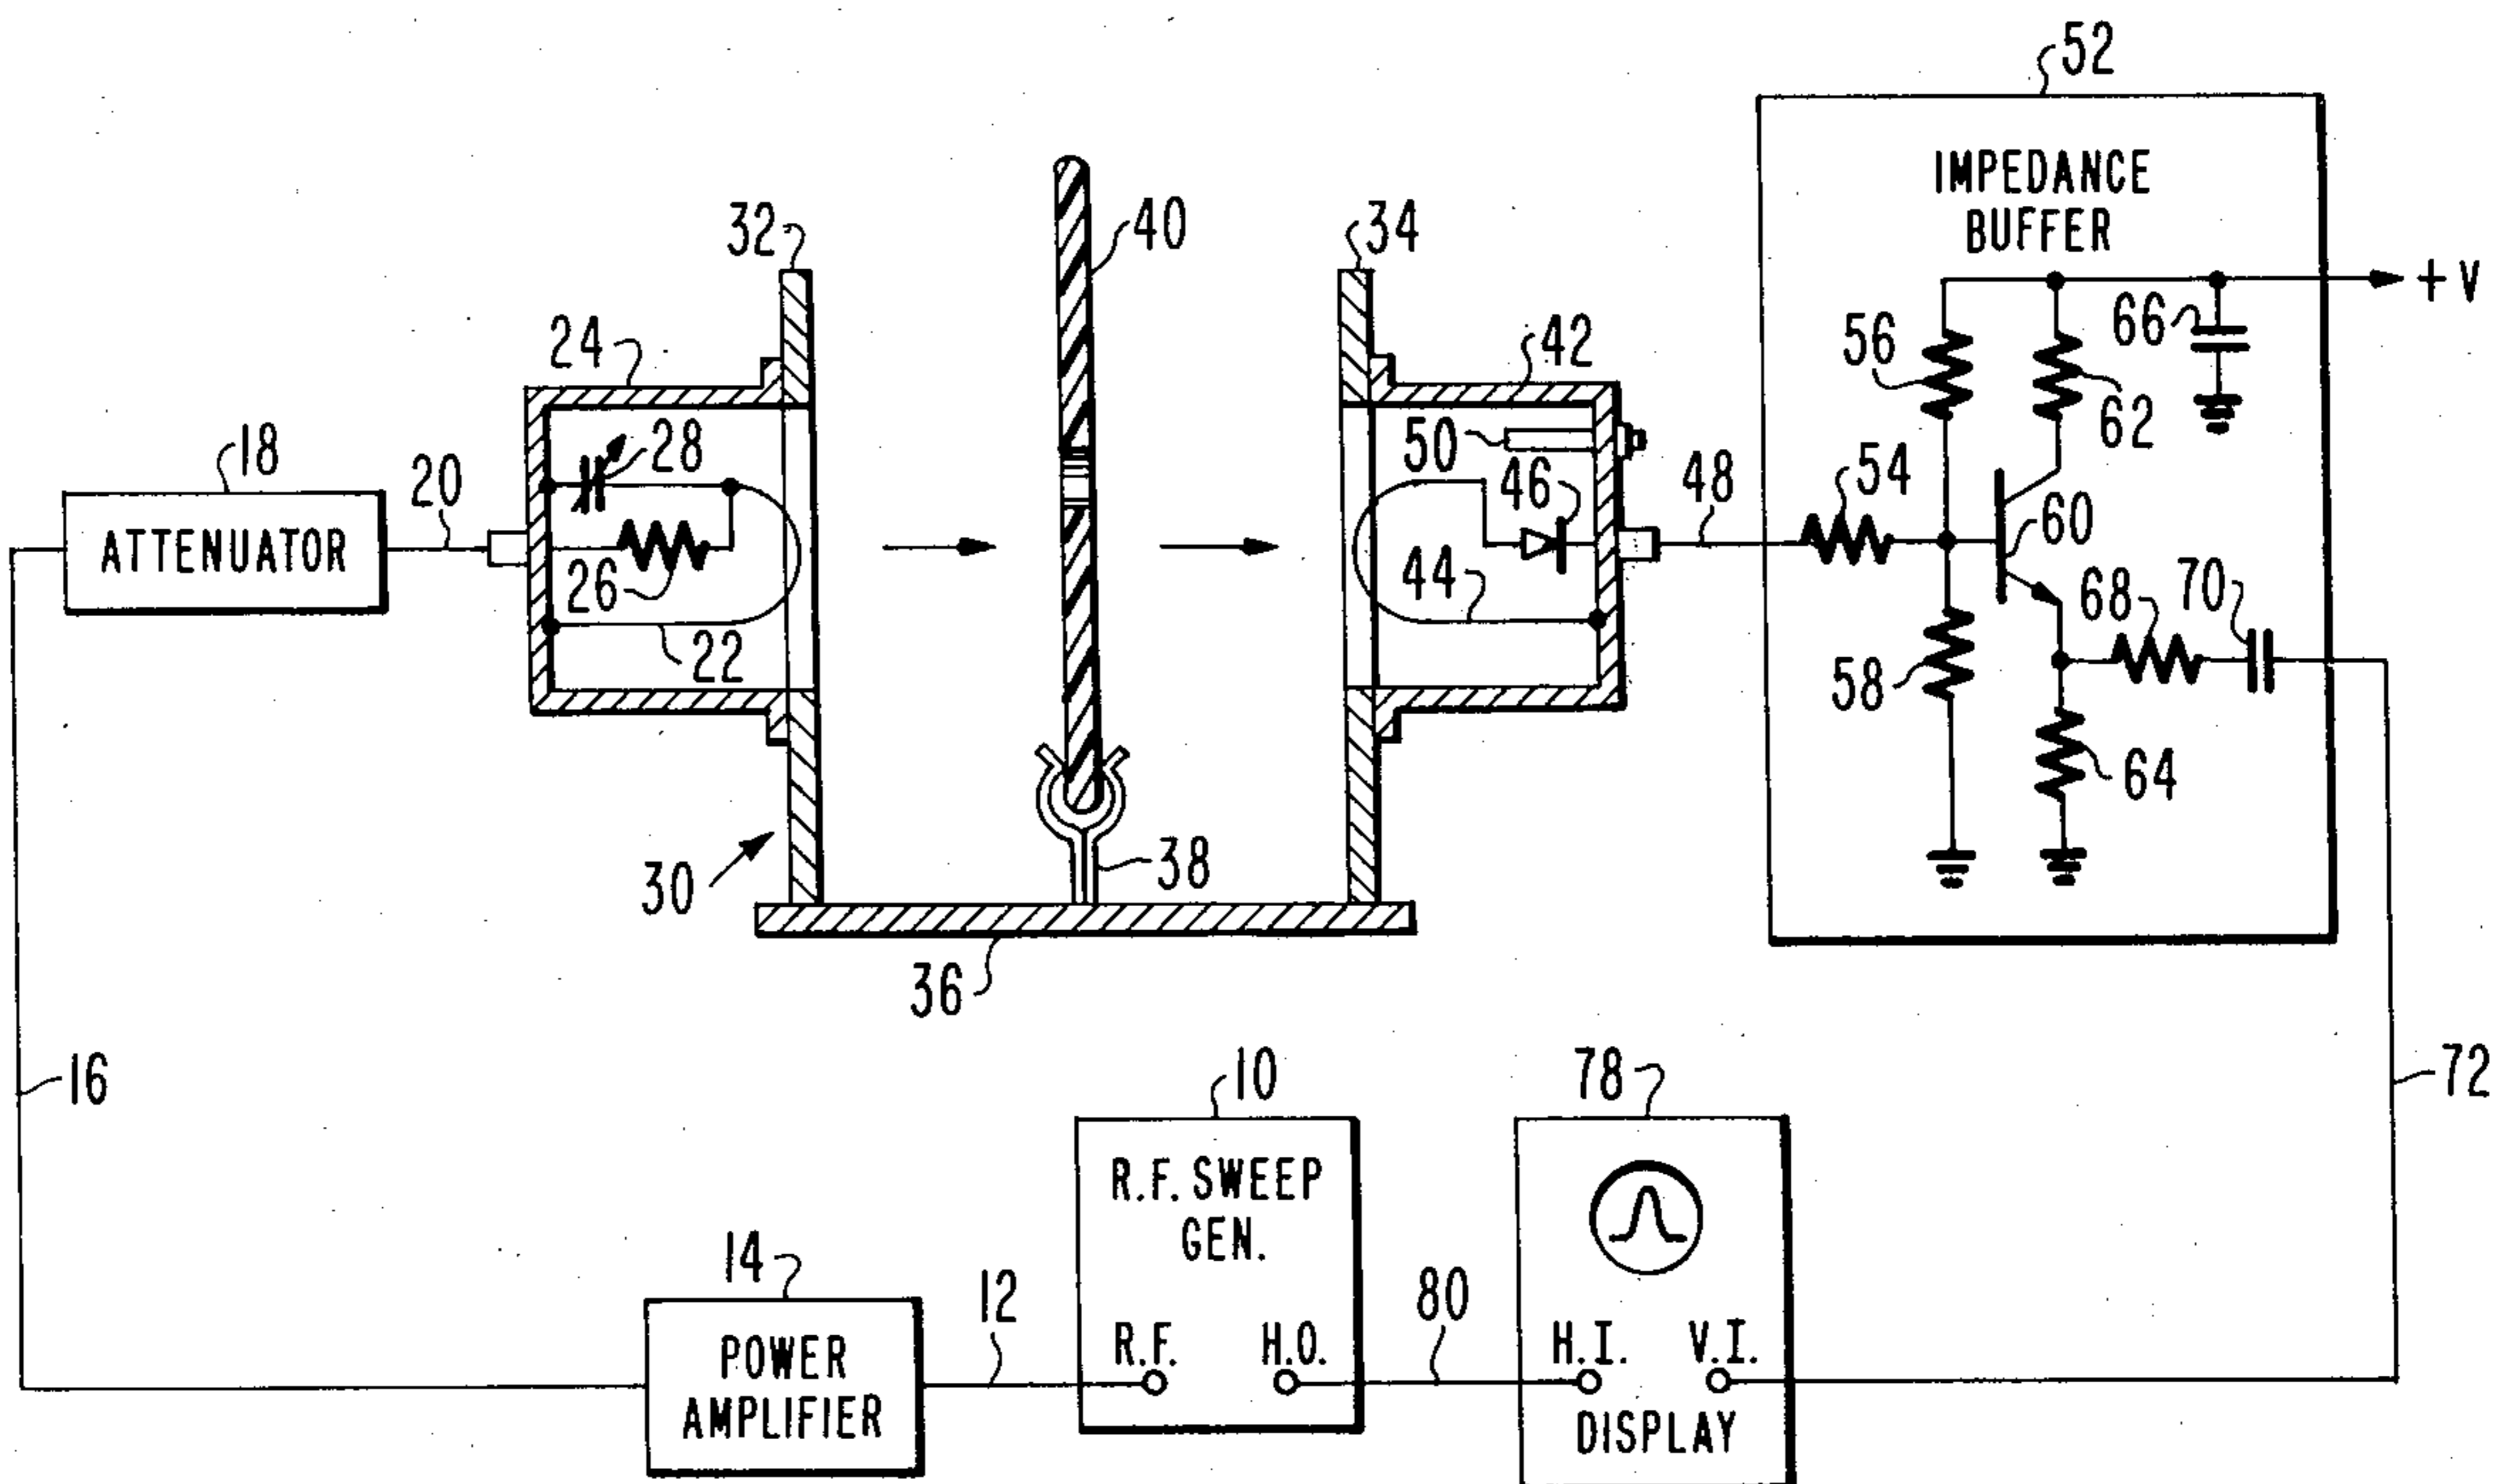 52
IMPEDANCE
BUFFER
+ V
32
40
34
56
66
62
24
42
18
20
28
50
46
48
54
60
ATTENUATOR
26
44
68
70
22
58
64
30
38
36
16
10
78
72
R.F. SWEEP
GEN.
14
12
80
R.F.
H.O.
H.I.
V.I.
POWER
AMPLIFIER
DISPLAY